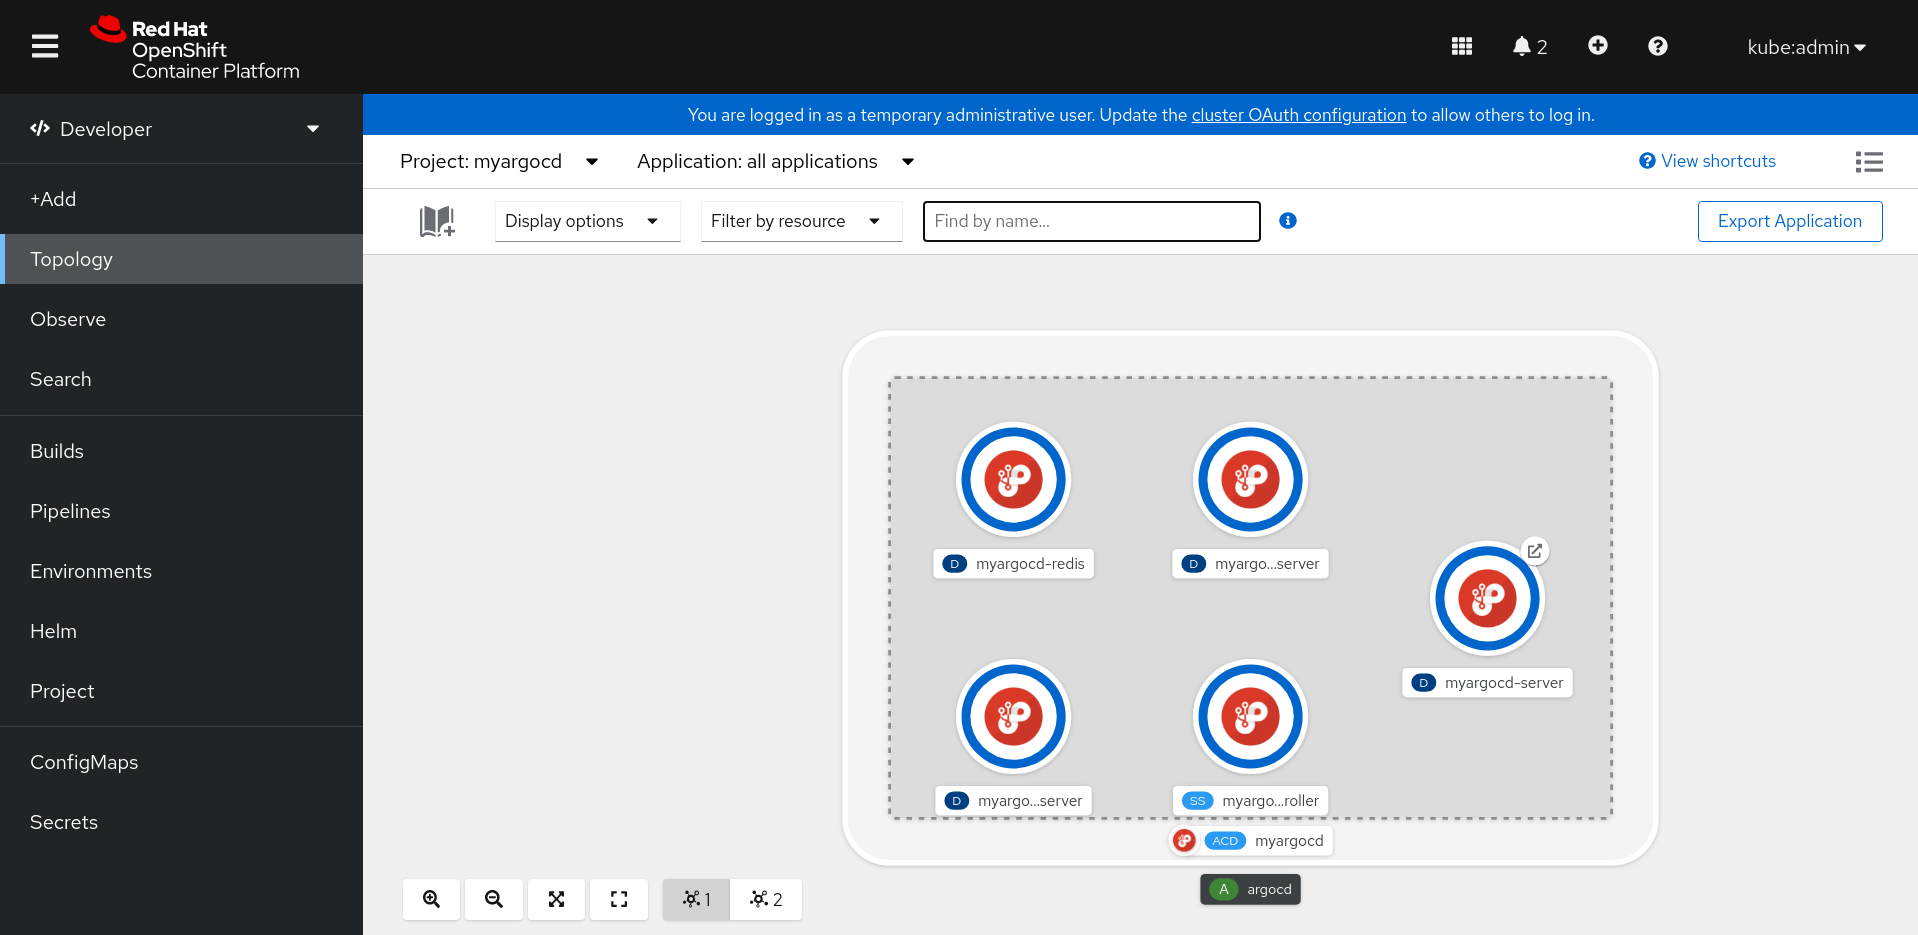 Red Hat
OpenShift
Container Platform
2
kube:admin
Developer
You are logged in as a temporary administrative user. Update the cluster OAuth configuration to allow others to log in.
Project: myargocd
Application: all applications
View shortcuts
+Add
Display options
Filter by resource
Find by name...
Export Application
Topology
Observe
Search
Builds
Pipelines
Environments
Helm
Project
ConfigMaps
Secrets
D myargocd-redis
D myargo...server
D myargocd-server
D myargo...server
SS myargo...roller
ACD myargocd
A argocd
1
2